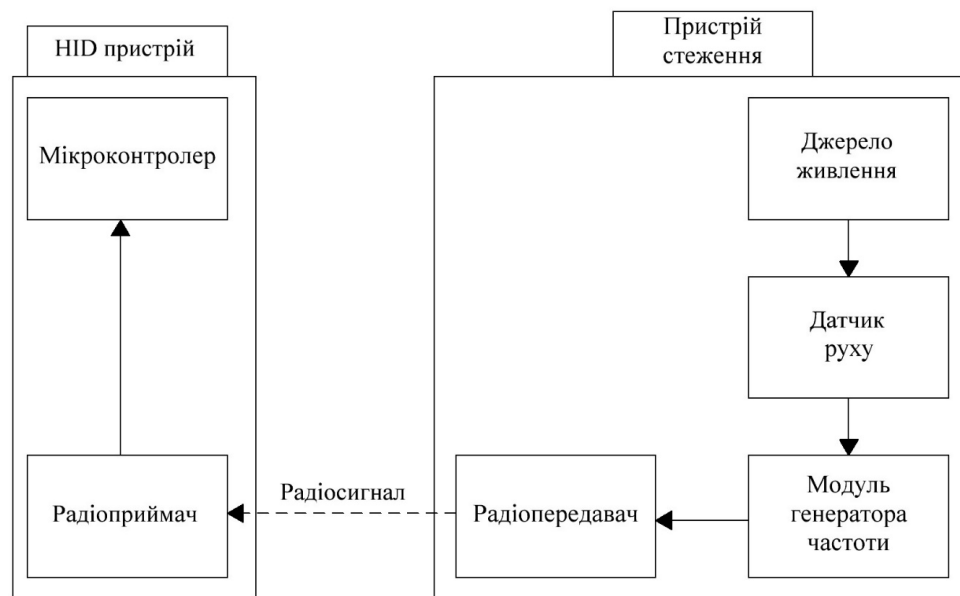 HID пристрій
Мікроконтролер
Радіоприймач
Радіосигнал
Пристрій
стеження
Джерело
живлення
Датчик
руху
Модуль
генератора
частоти
Радіопередавач